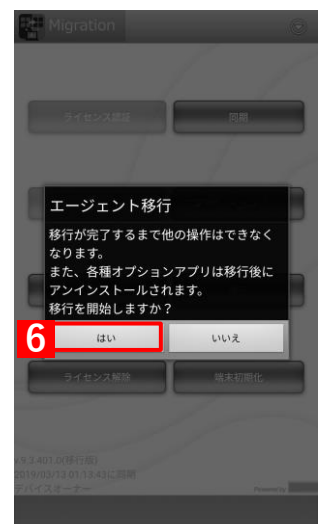 Migration
ライセンス認証
同期
エージェント移行
移行が完了するまで他の操作はできなく
なります。
また、各種オプションアプリは移行後に
アンインストールされます。
移行を開始しますか？
6
はい
いいえ
ライセンス解除
端末初期化
v.9.3.401.0(移行版)
2019/03/13 01:13:43に同期
デバイスオーナー
Powered by